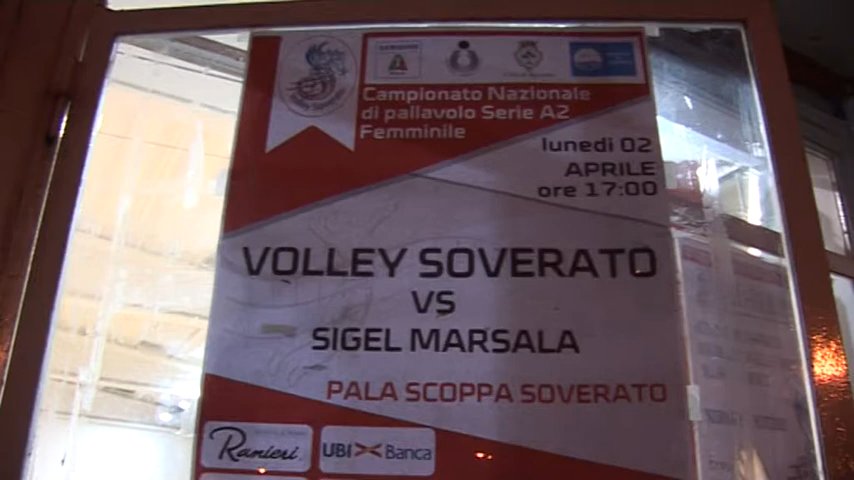 Campionato Nazionale
di pallavolo Serie A2
Femminile
lunedi 02
APRILE
ore 17:00
VOLLEY SOVERATO
VS
SIGEL MARSALA
PALA SCOPPA SOVERATO
Ranieri
UBI Banca